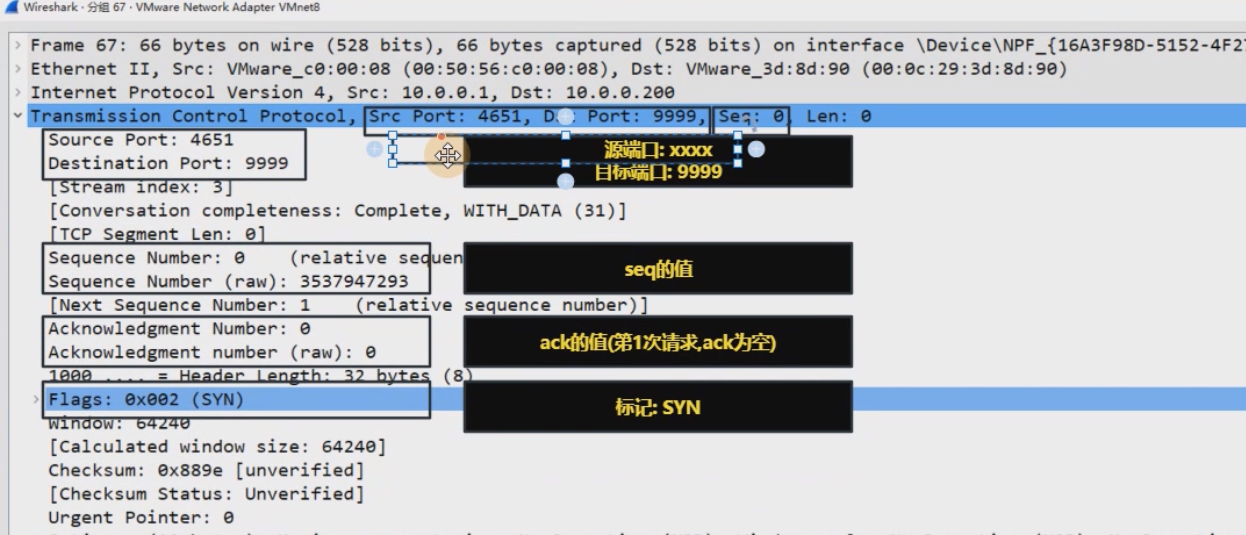 Wireshark · 分组 67 · VMware Network Adapter VMnet8
Frame 67: 66 bytes on wire (528 bits), 66 bytes captured (528 bits) on interface \Device\NPF_{16A3F98D-5152-4F2
Ethernet II, Src: VMware_c0:00:08 (00:50:56:c0:00:08), Dst: VMware_3d:8d:90 (00:0c:29:3d:8d:90)
Internet Protocol Version 4, Src: 10.0.0.1, Dst: 10.0.0.200
Transmission Control Protocol, Src Port: 4651, Dst Port: 9999, Seq: 0, Len: 0
Source Port: 4651
源端口: xxxx
Destination Port: 9999
目标端口: 9999
[Stream index: 3]
[Conversation completeness: Complete, WITH_DATA (31)]
[TCP Segment Len: 0]
Sequence Number: 0 (relative sequen
seq的值
Sequence Number (raw): 3537947293
[Next Sequence Number: 1 (relative sequence number)]
Acknowledgment Number: 0
ack的值(第1次请求,ack为空)
Acknowledgment number (raw): 0
1000 .... = Header Length: 32 bytes (8)
Flags: 0x002 (SYN)
标记: SYN
Window: 64240
[Calculated window size: 64240]
Checksum: 0x889e [unverified]
[Checksum Status: Unverified]
Urgent Pointer: 0